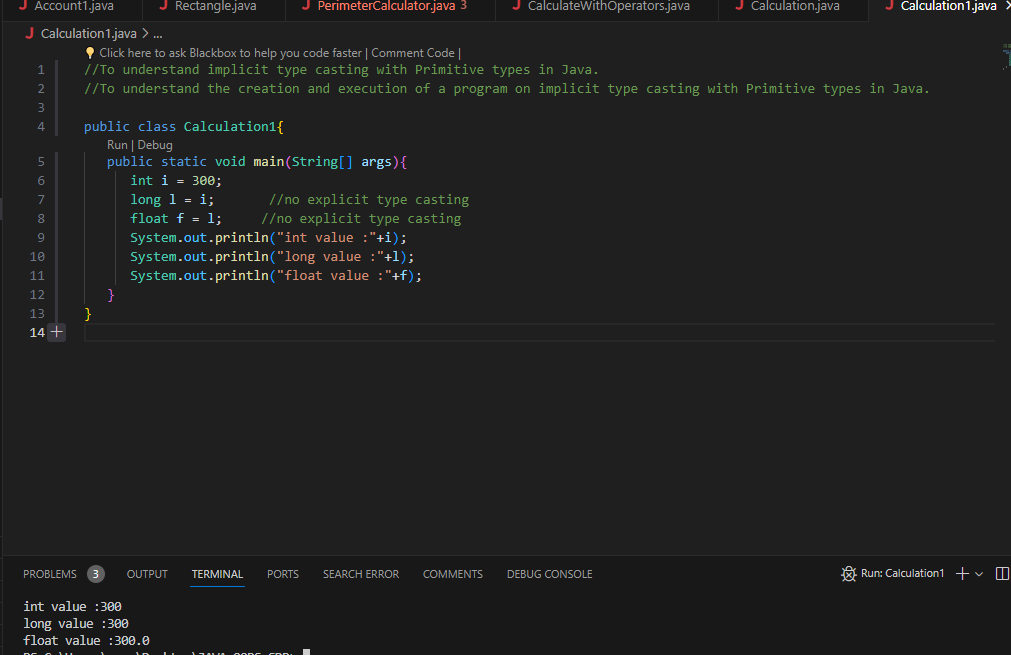 Account1.java Rectangle.java PerimeterCalculator.java 3 CalculateWithOperators.java Calculation.java Calculation1.java
Calculation1.java > ...
Click here to ask Blackbox to help you code faster | Comment Code |
1 //To understand implicit type casting with Primitive types in Java.
2 //To understand the creation and execution of a program on implicit type casting with Primitive types in Java.
3
4 public class Calculation1{
Run | Debug
5 public static void main(String[] args){
6 int i = 300;
7 long l = i; //no explicit type casting
8 float f = l; //no explicit type casting
9 System.out.println("int value :"+i);
10 System.out.println("long value :"+l);
11 System.out.println("float value :"+f);
12 }
13 }
14
PROBLEMS 3 OUTPUT TERMINAL PORTS SEARCH ERROR COMMENTS DEBUG CONSOLE Run: Calculation1
int value :300
long value :300
float value :300.0